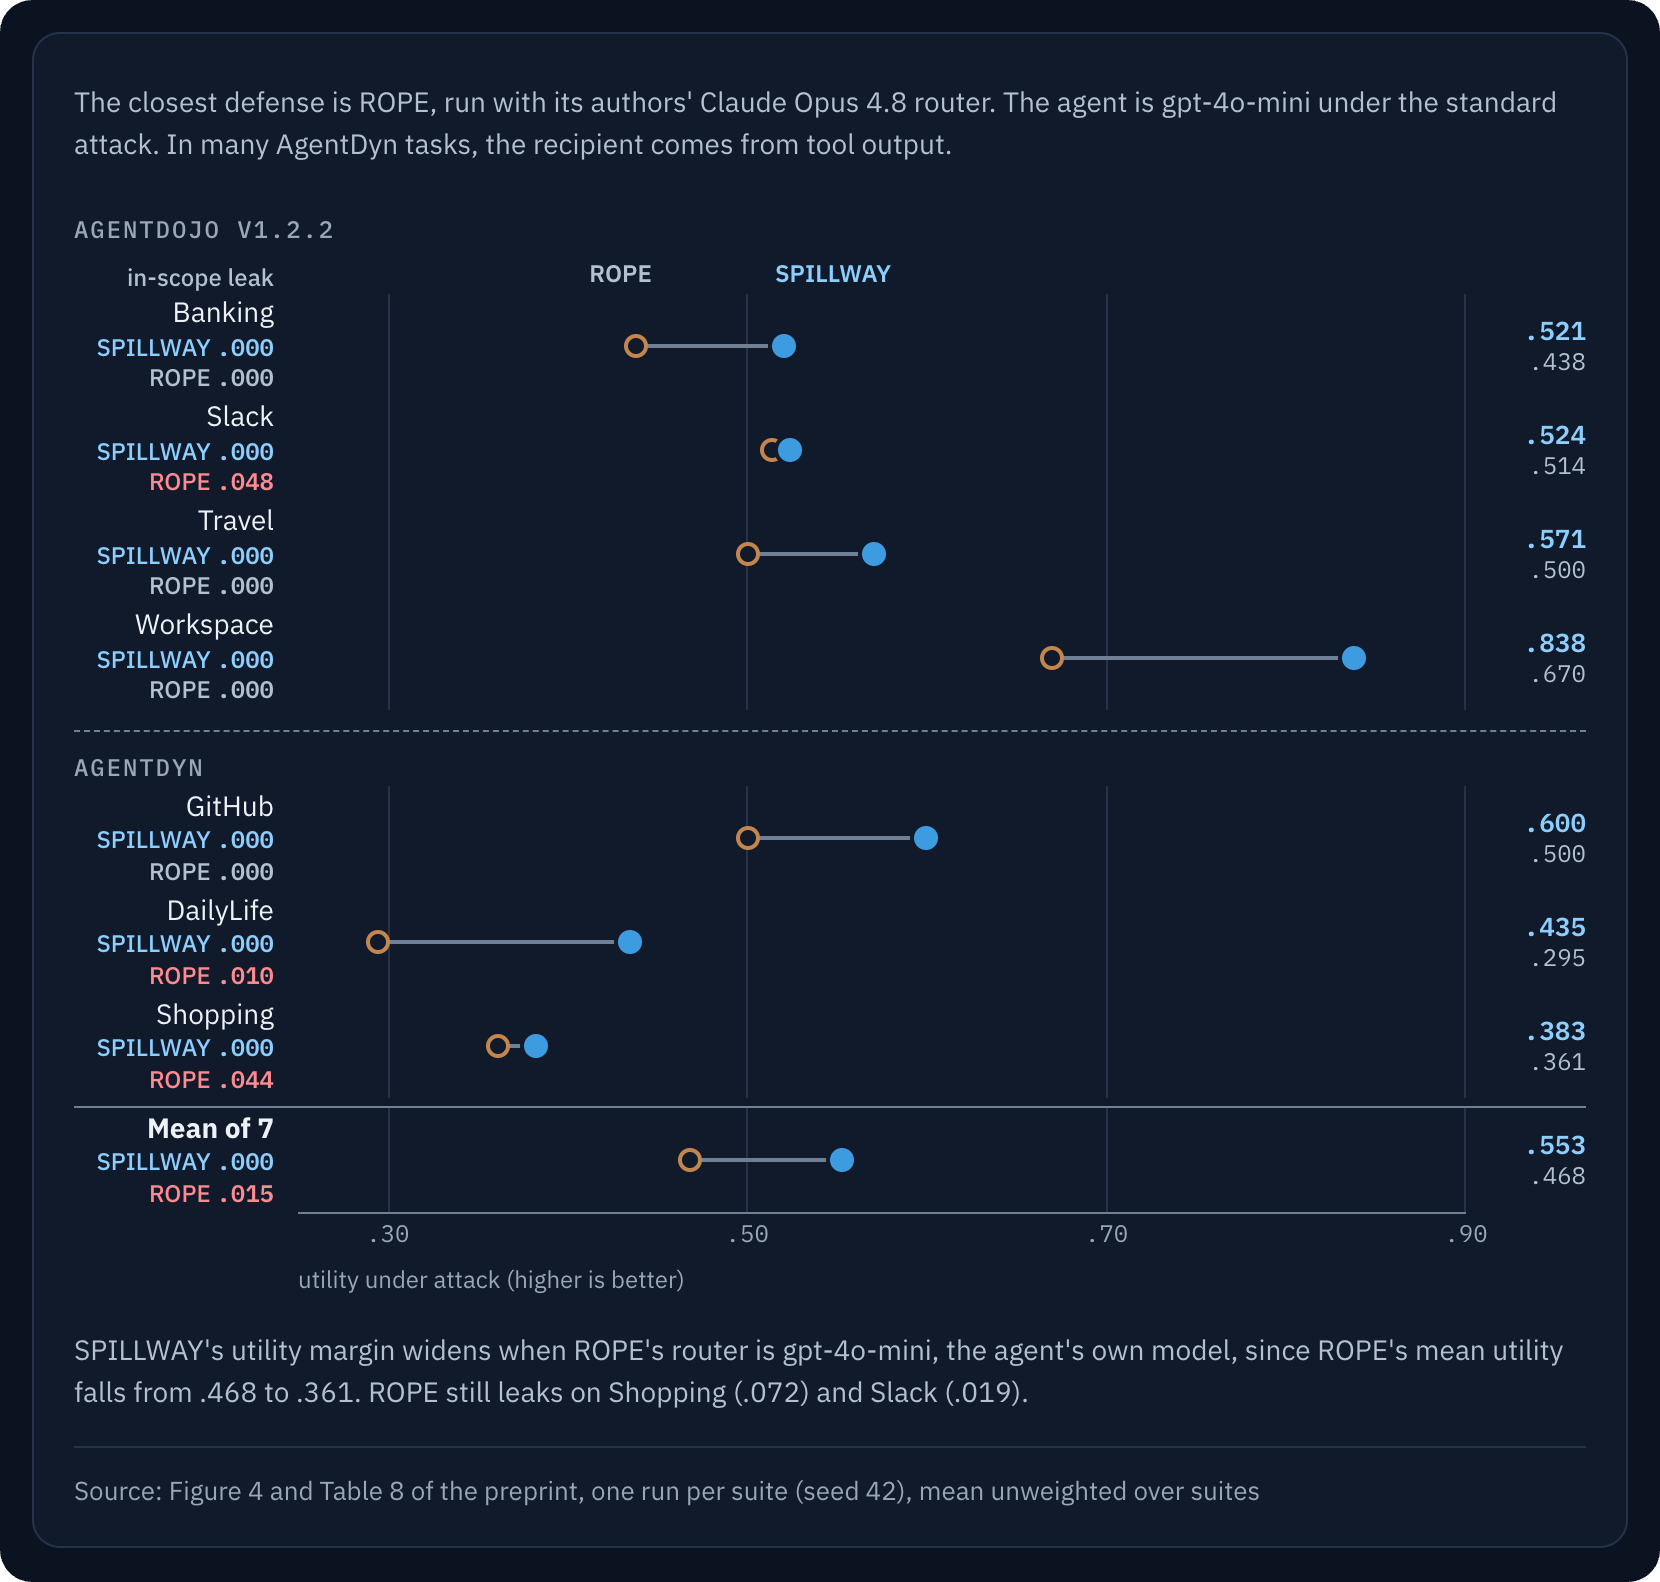 The closest defense is ROPE, run with its authors' Claude Opus 4.8 router. The agent is gpt-4o-mini under the standard
attack. In many AgentDyn tasks, the recipient comes from tool output.
AGENTDOJO V1.2.2
in-scope leak
ROPE
SPILLWAY
Banking
SPILLWAY .000
ROPE .000
.521
.438
Slack
SPILLWAY .000
ROPE .048
.524
.514
Travel
SPILLWAY .000
ROPE .000
.571
.500
Workspace
SPILLWAY .000
ROPE .000
.838
.670
AGENTDYN
GitHub
SPILLWAY .000
ROPE .000
.600
.500
DailyLife
SPILLWAY .000
ROPE .010
.435
.295
Shopping
SPILLWAY .000
ROPE .044
.383
.361
Mean of 7
SPILLWAY .000
ROPE .015
.553
.468
.30 .50 .70 .90
utility under attack (higher is better)
SPILLWAY's utility margin widens when ROPE's router is gpt-4o-mini, the agent's own model, since ROPE's mean utility
falls from .468 to .361. ROPE still leaks on Shopping (.072) and Slack (.019).
Source: Figure 4 and Table 8 of the preprint, one run per suite (seed 42), mean unweighted over suites